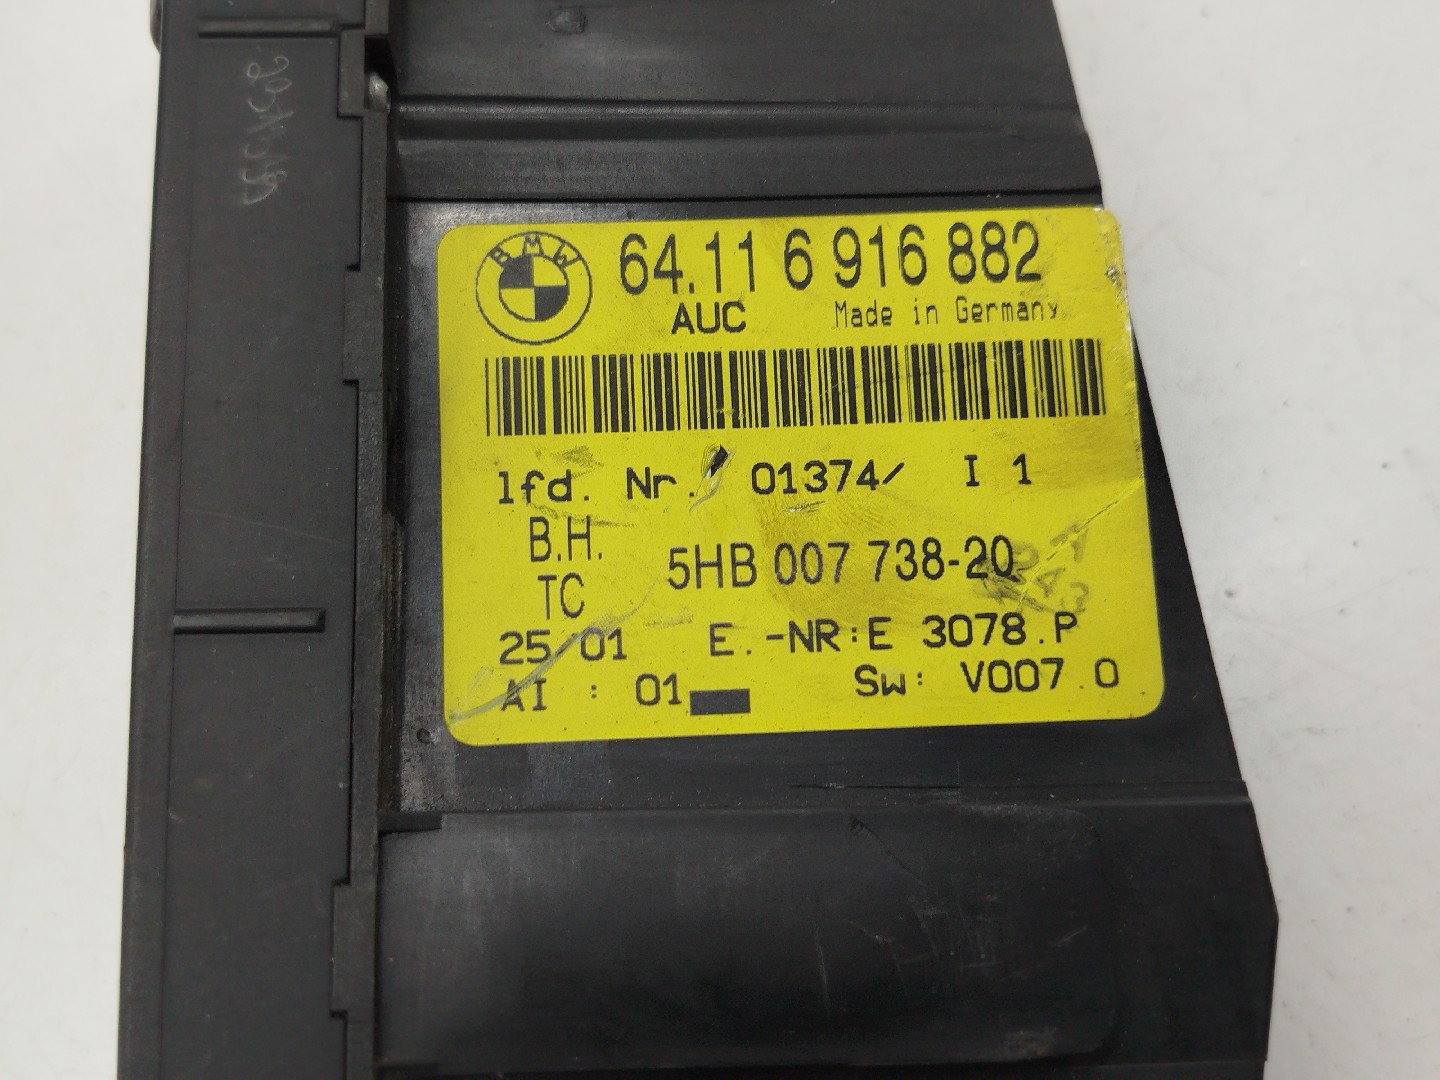 BMW
64.11 6 916 882
AUC Made in Germany
lfd. Nr. 01374/ I 1
B.H.
TC 5HB 007 738-20
25/01 E.-NR:E 3078.P
AI : 01 Sw: V007.0